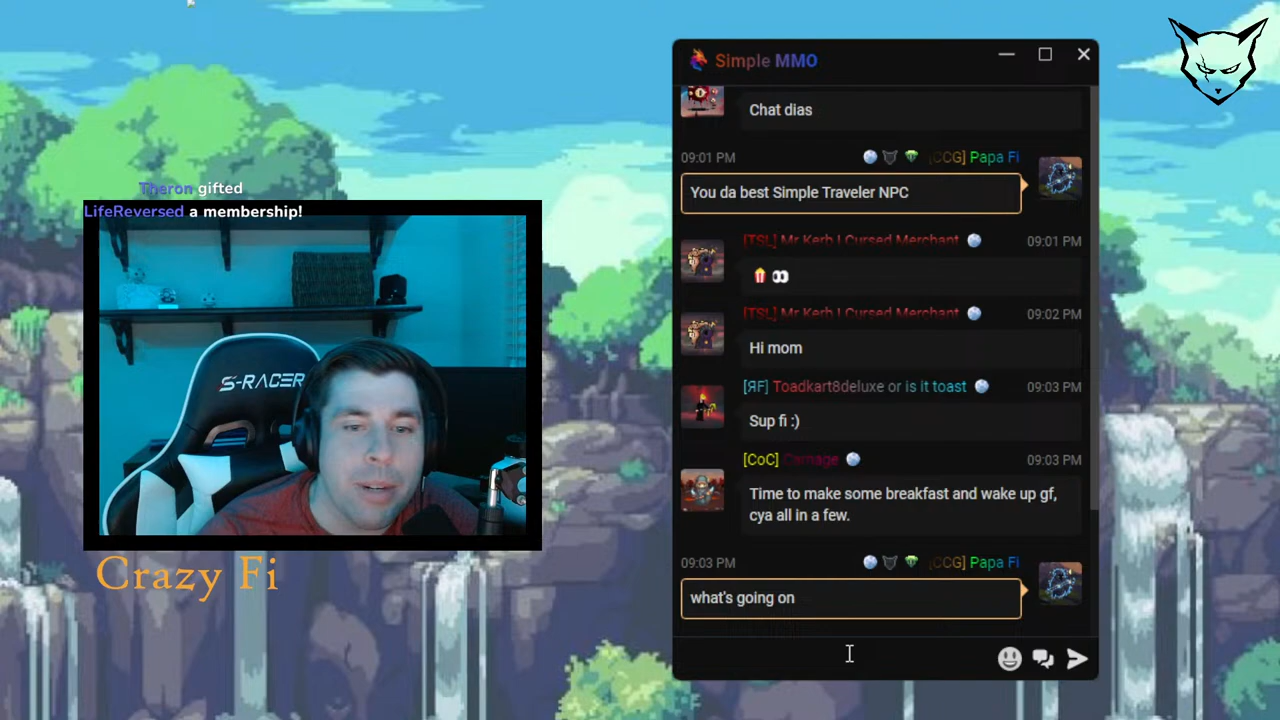 Simple MMO
Chat dias
09:01 PM
[CCG] Papa Fi
You da best Simple Traveler NPC
[TSL] Mr Kerb | Cursed Merchant
09:01 PM
🍿 👀
[TSL] Mr Kerb | Cursed Merchant
09:02 PM
Hi mom
[ЯF] Toadkart8deluxe or is it toast
09:03 PM
Sup fi :)
[CoC] Carnage
09:03 PM
Time to make some breakfast and wake up gf,
cya all in a few.
09:03 PM
[CCG] Papa Fi
what's going on
Theron gifted
LifeReversed a membership!
S-RACER
Crazy Fi